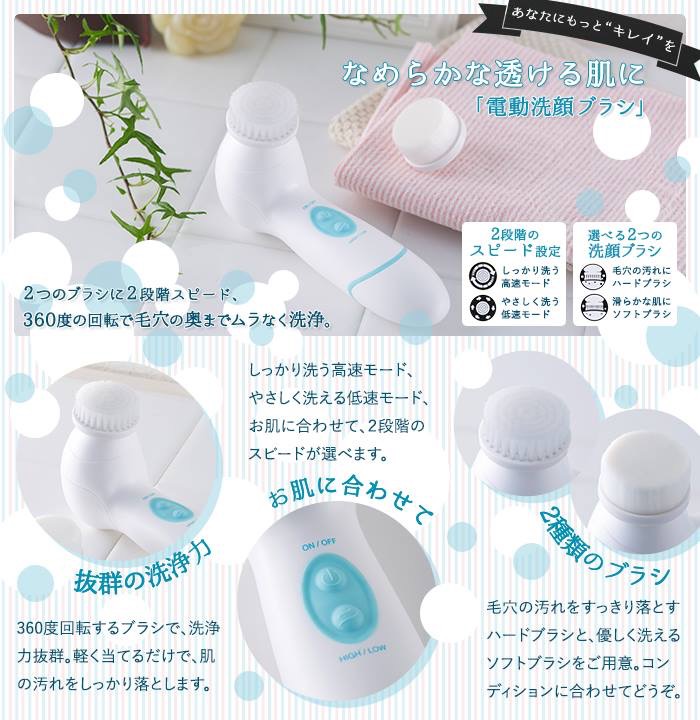 あなたにもっと“キレイ”を
なめらかな透ける肌に
「電動洗顔ブラシ」
2段階の
スピード設定
しっかり洗う
高速モード
やさしく洗う
低速モード
選べる2つの
洗顔ブラシ
毛穴の汚れに
ハードブラシ
滑らかな肌に
ソフトブラシ
ON/OFF
HIGH/LOW
2つのブラシに2段階スピード、
360度の回転で毛穴の奥までムラなく洗浄。
抜群の洗浄力
360度回転するブラシで、洗浄
力抜群。軽く当てるだけで、肌
の汚れをしっかり落とします。
しっかり洗う高速モード、
やさしく洗える低速モード、
お肌に合わせて、2段階の
スピードが選べます。
お肌に合わせて
ON / OFF
HIGH / LOW
2種類のブラシ
毛穴の汚れをすっきり落とす
ハードブラシと、優しく洗える
ソフトブラシをご用意。コン
ディションに合わせてどうぞ。